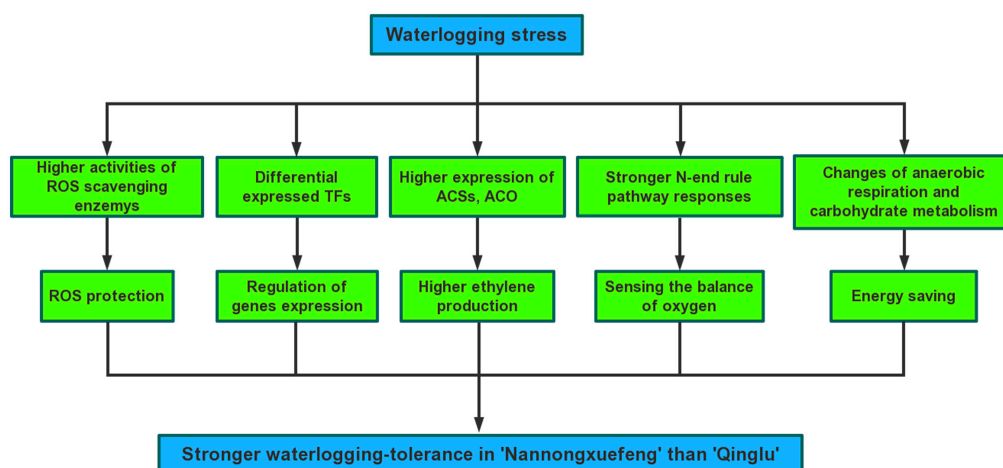 Waterlogging stress
Higher activities of
ROS scavenging
enzemys
Differential
expressed TFs
Higher expression of
ACSs, ACO
Stronger N-end rule
pathway responses
Changes of anaerobic
respiration and
carbohydrate metabolism
ROS protection
Regulation of
genes expression
Higher ethylene
production
Sensing the balance
of oxygen
Energy saving
Stronger waterlogging-tolerance in 'Nannongxuefeng' than 'Qinglu'